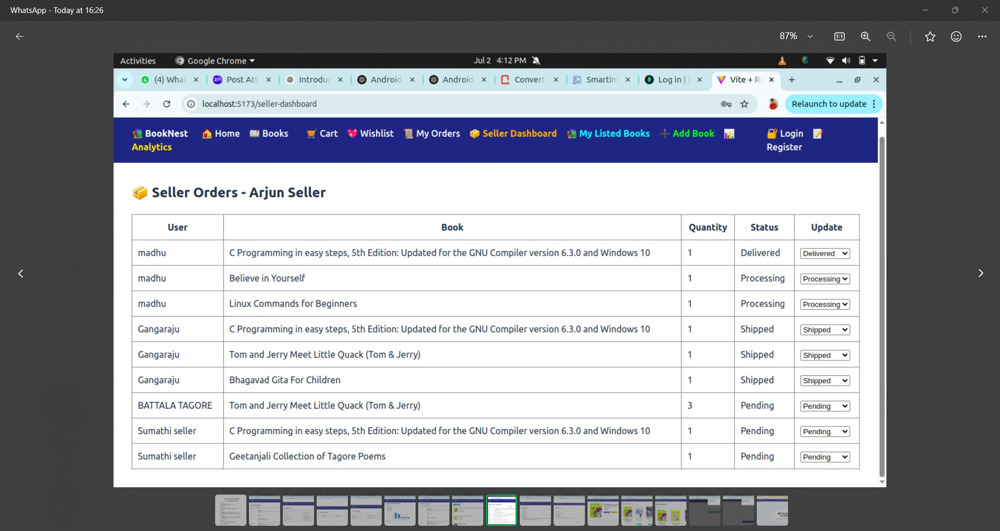 WhatsApp - Today at 16:26
87%
1:1
Activities Google Chrome Jul 2 4:12 PM
(4) What Post Att Introduc Android Android Convert Smartin Log in | Vite + R
localhost:5173/seller-dashboard Relaunch to update
BookNest Home Books Cart Wishlist My Orders Seller Dashboard My Listed Books Add Book Login
Analytics Register
Seller Orders - Arjun Seller
User Book Quantity Status Update
madhu C Programming in easy steps, 5th Edition: Updated for the GNU Compiler version 6.3.0 and Windows 10 1 Delivered Delivered
madhu Believe in Yourself 1 Processing Processing
madhu Linux Commands for Beginners 1 Processing Processing
Gangaraju C Programming in easy steps, 5th Edition: Updated for the GNU Compiler version 6.3.0 and Windows 10 1 Shipped Shipped
Gangaraju Tom and Jerry Meet Little Quack (Tom & Jerry) 1 Shipped Shipped
Gangaraju Bhagavad Gita For Children 1 Shipped Shipped
BATTALA TAGORE Tom and Jerry Meet Little Quack (Tom & Jerry) 3 Pending Pending
Sumathi seller C Programming in easy steps, 5th Edition: Updated for the GNU Compiler version 6.3.0 and Windows 10 1 Pending Pending
Sumathi seller Geetanjali Collection of Tagore Poems 1 Pending Pending